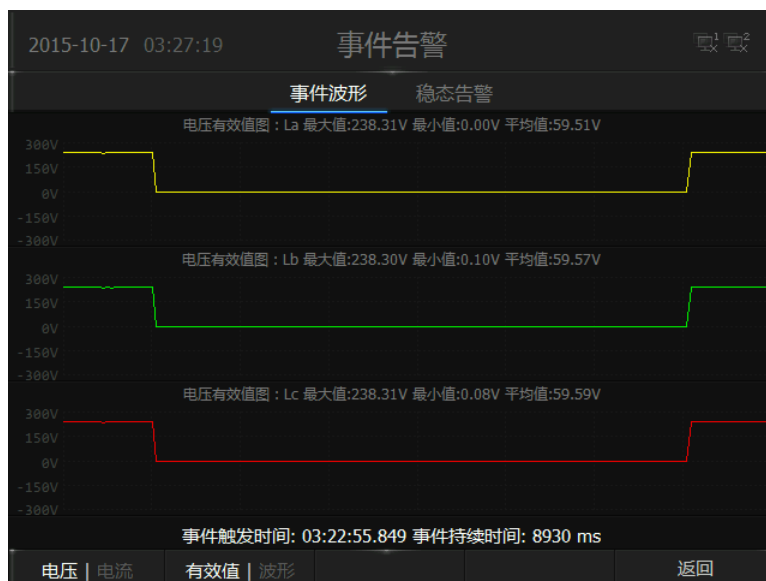 2015-10-17 03:27:19 事件告警 1 2
事件波形 稳态告警
电压有效值图：La 最大值:238.31V 最小值:0.00V 平均值:59.51V
300V
150V
0V
-150V
-300V
电压有效值图：Lb 最大值:238.30V 最小值:0.10V 平均值:59.57V
300V
150V
0V
-150V
-300V
电压有效值图：Lc 最大值:238.31V 最小值:0.08V 平均值:59.59V
300V
150V
0V
-150V
-300V
事件触发时间: 03:22:55.849 事件持续时间: 8930 ms
电压 | 电流 有效值 | 波形 返回